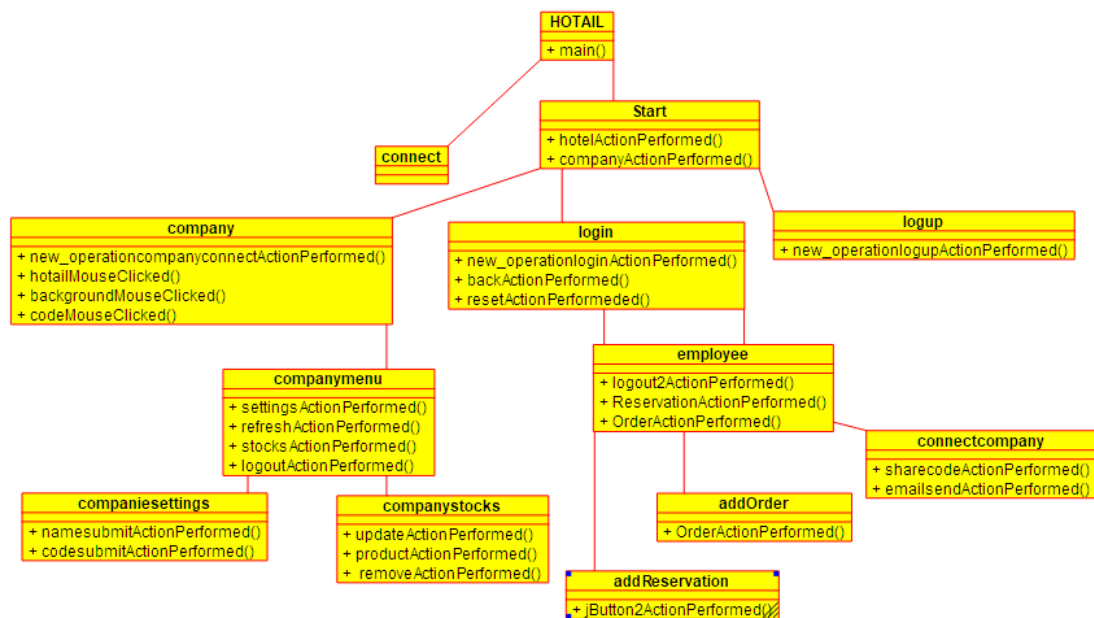 HOTAIL
+ main()
Start
+ hotelActionPerformed()
+ companyActionPerformed()
connect
company
+ new_operationcompanyconnectActionPerformed()
+ hotailMouseClicked()
+ backgroundMouseClicked()
+ codeMouseClicked()
login
+ new_operationloginActionPerformed()
+ backActionPerformed()
+ resetActionPerformeded()
logup
+ new_operationlogupActionPerformed()
companymenu
+ settingsActionPerformed()
+ refreshActionPerformed()
+ stocksActionPerformed()
+ logoutActionPerformed()
employee
+ logout2ActionPerformed()
+ ReservationActionPerformed()
+ OrderActionPerformed()
connectcompany
+ sharecodeActionPerformed()
+ emailsendActionPerformed()
companiesettings
+ namesubmitActionPerformed()
+ codesubmitActionPerformed()
companystocks
+ updateActionPerformed()
+ productActionPerformed()
+ removeActionPerformed()
addOrder
+ OrderActionPerformed()
addReservation
+ jButton2ActionPerformed()